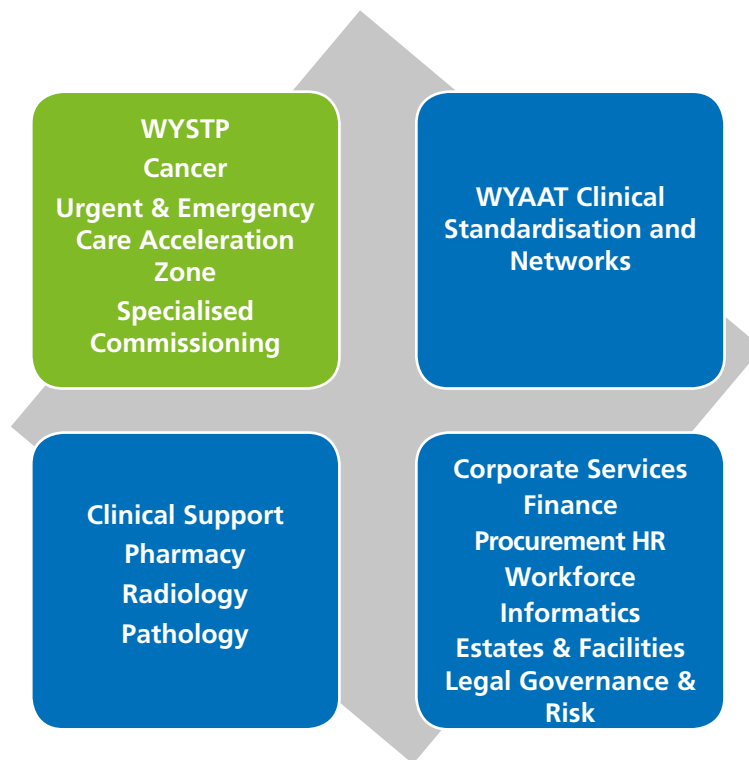 WYSTP
Cancer
Urgent & Emergency
Care Acceleration
Zone
Specialised
Commissioning
WYAAT Clinical
Standardisation and
Networks
Clinical Support
Pharmacy
Radiology
Pathology
Corporate Services
Finance
Procurement HR
Workforce
Informatics
Estates & Facilities
Legal Governance &
Risk